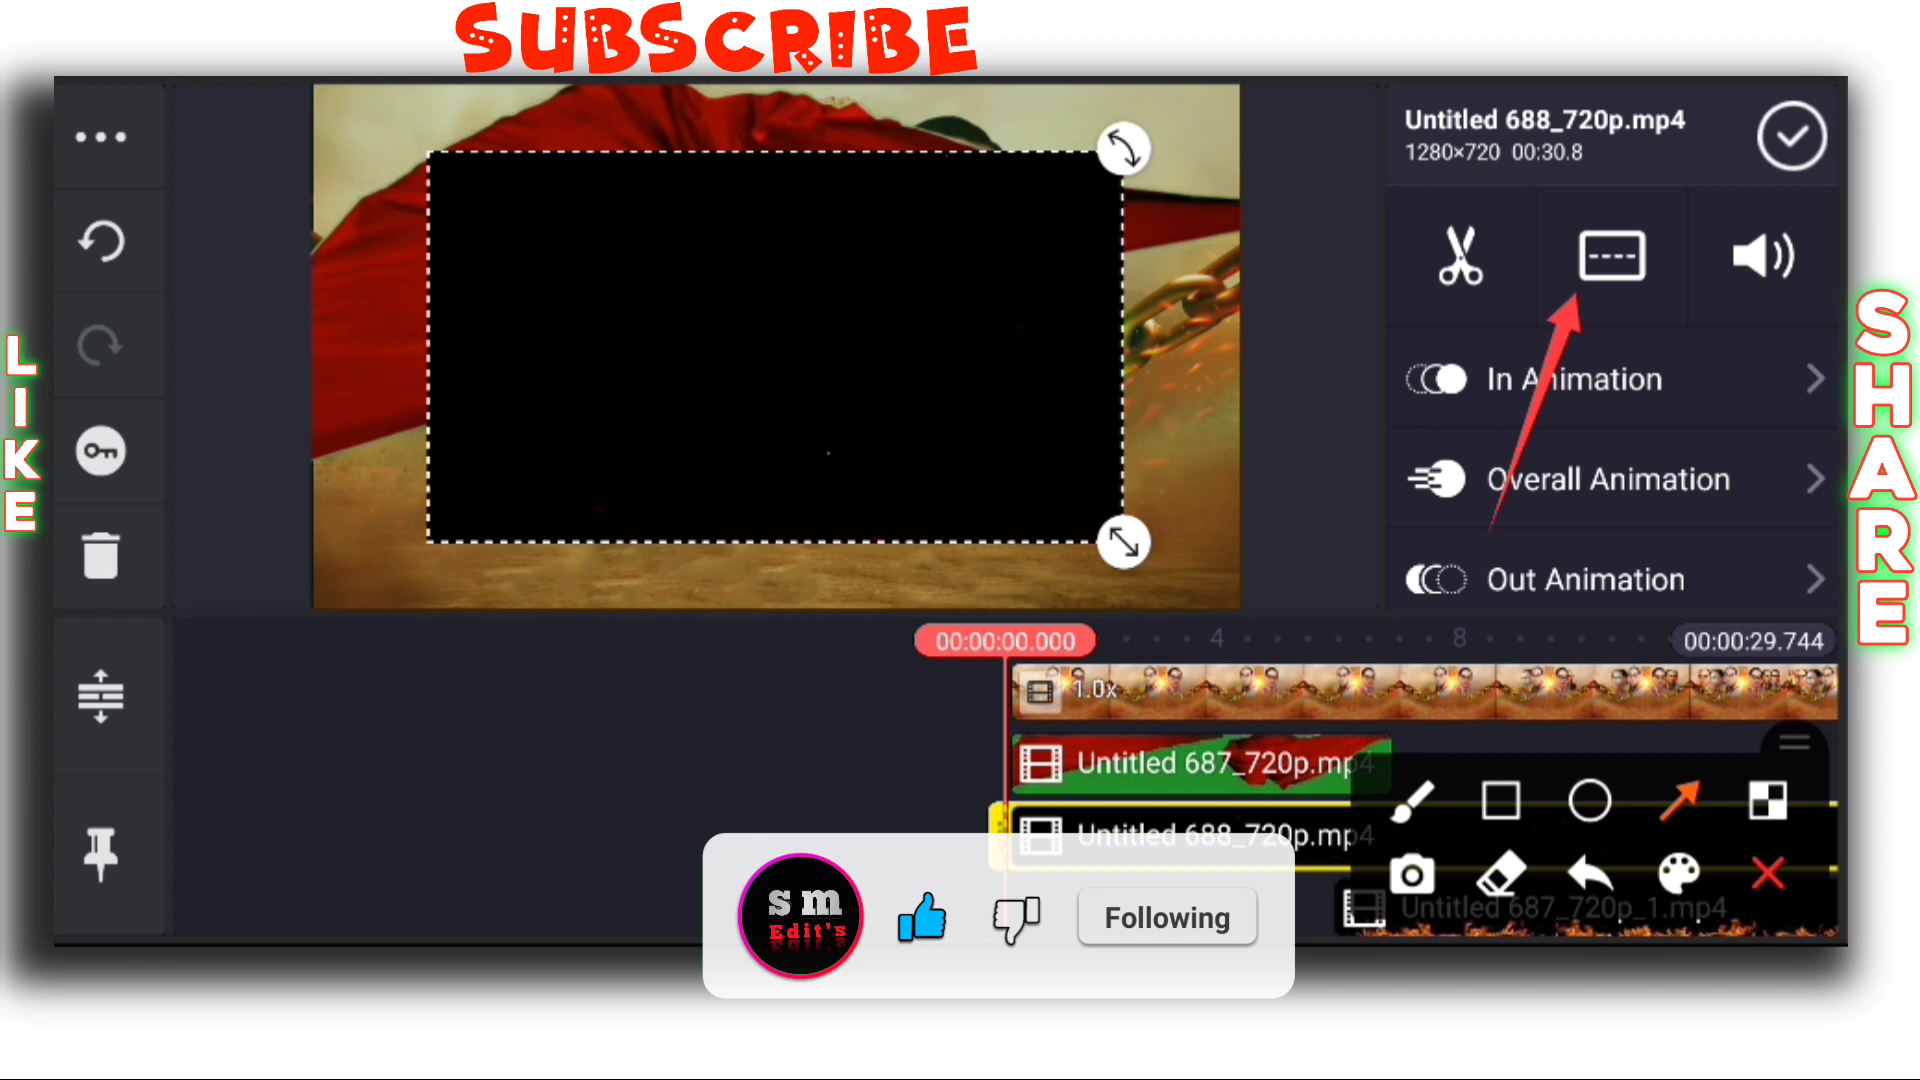 SUBSCRIBE
Untitled 688_720p.mp4
1280×720 00:30.8
In Animation
Overall Animation
Out Animation
LIKE
SHARE
00:00:00.000
4
8
00:00:29.744
1.0x
Untitled 687_720p.mp4
Untitled 688_720p.mp4
Untitled 687_720p_1.mp4
s m
Edit's
Following